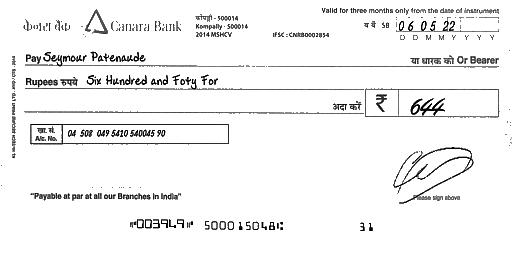 केनरा बैंक Canara Bank
कोमपल्ली - 500014
Kompally - 500014
2014 MSHCV
IFSC : CNRB0002854
Valid for three months only from the date of instrument
SB 06 05 22
D D M M Y Y Y Y
Pay Seymour Patenaude या धारक को Or Bearer
Rupees रुपये Six Hundred and Foty For
अदा करें ₹ 644
खा. सं.
A/c. No. 04 508 049 5410 540045 90
Please sign above
"Payable at par at all our Branches in India"
⑈003949⑈ 500015048⑆ 31